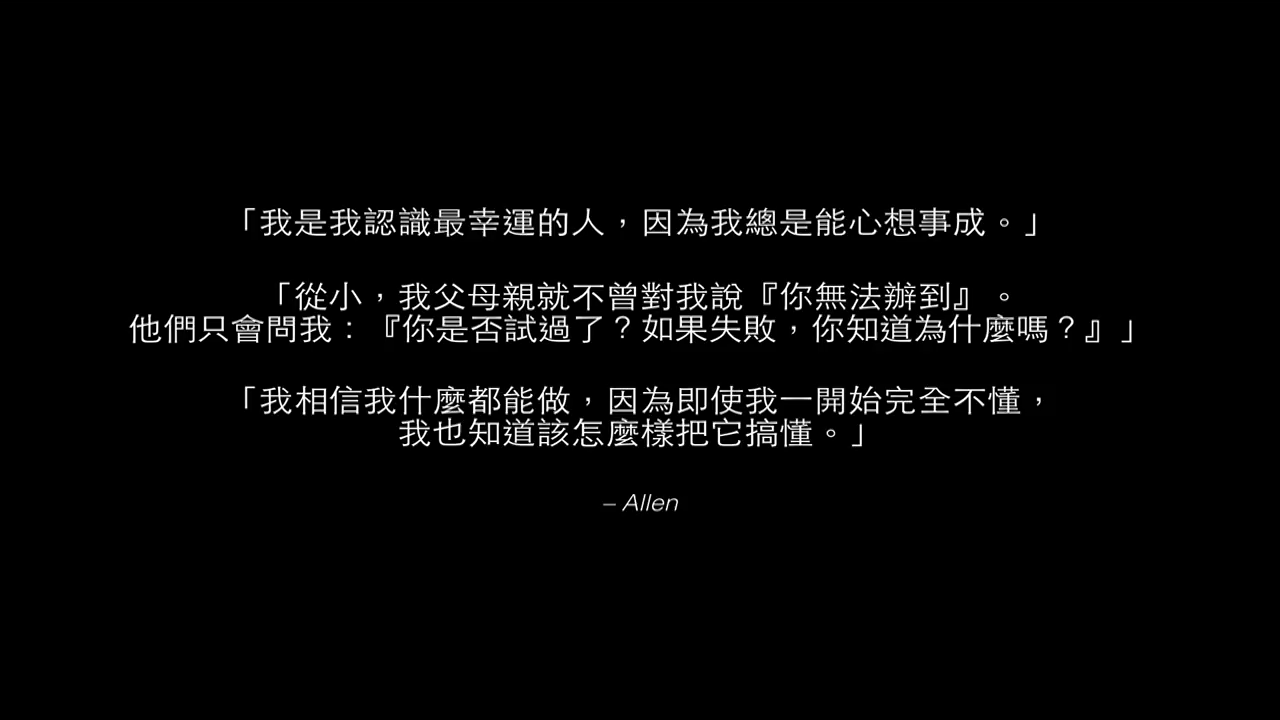 「我是我認識最幸運的人，因為我總是能心想事成。」
「從小，我父母親就不曾對我說『你無法辦到』。
他們只會問我：『你是否試過了？如果失敗，你知道為什麼嗎？』」
「我相信我什麼都能做，因為即使我一開始完全不懂，
我也知道該怎麼樣把它搞懂。」
– Allen